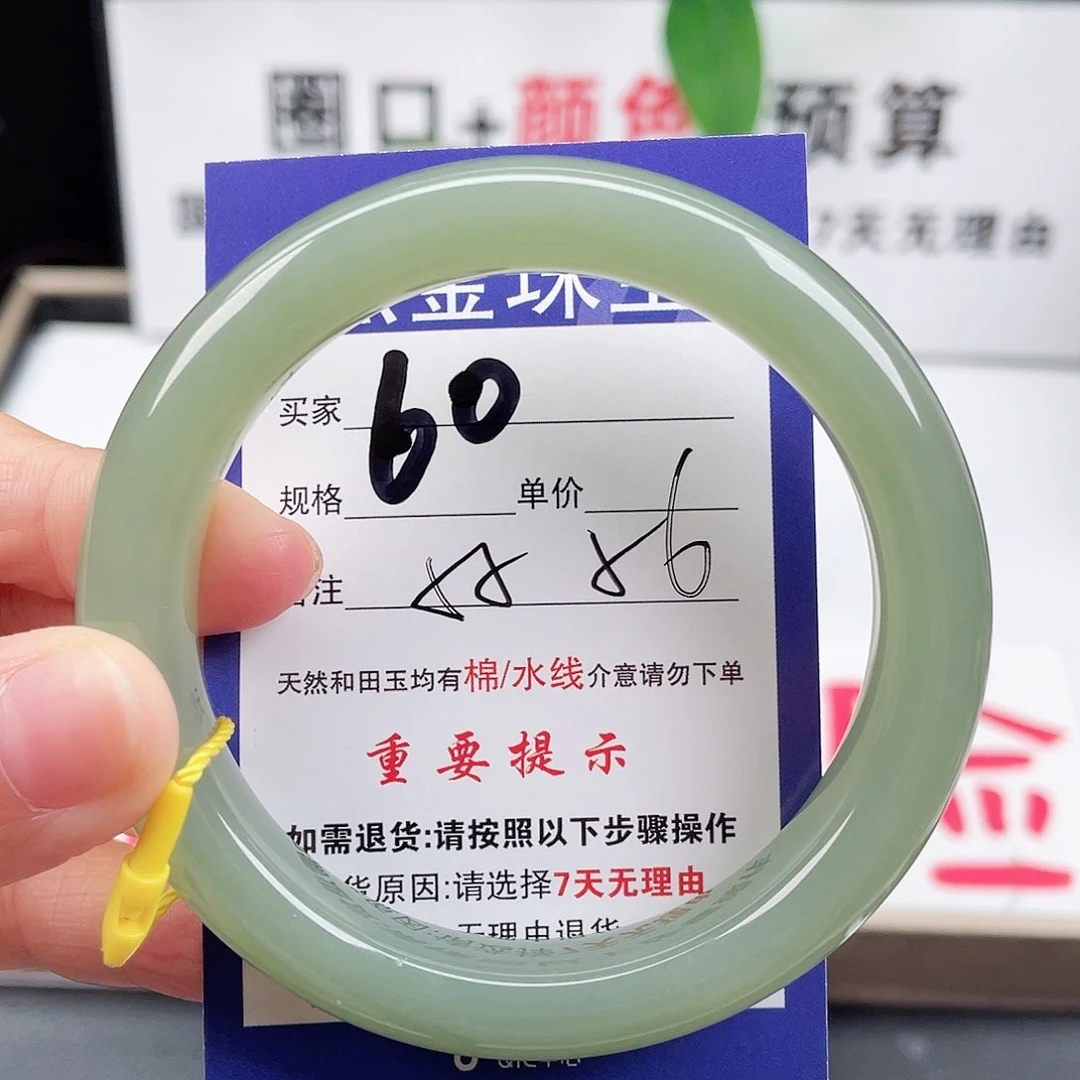 圈口+颜色 预算
7天无理由
金珠
买家 60
规格 单价
注
天然和田玉均有棉/水线介意请勿下单
重要提示
如需退货:请按照以下步骤操作
货原因:请选择7天无理由
无理由退货